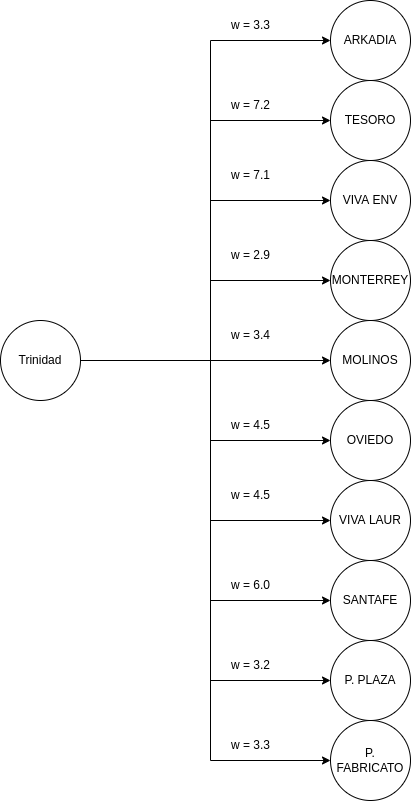 w = 3.3
ARKADIA
w = 7.2
TESORO
w = 7.1
VIVA ENV
w = 2.9
MONTERREY
w = 3.4
Trinidad
MOLINOS
w = 4.5
OVIEDO
w = 4.5
VIVA LAUR
w = 6.0
SANTAFE
w = 3.2
P. PLAZA
w = 3.3
P.
FABRICATO